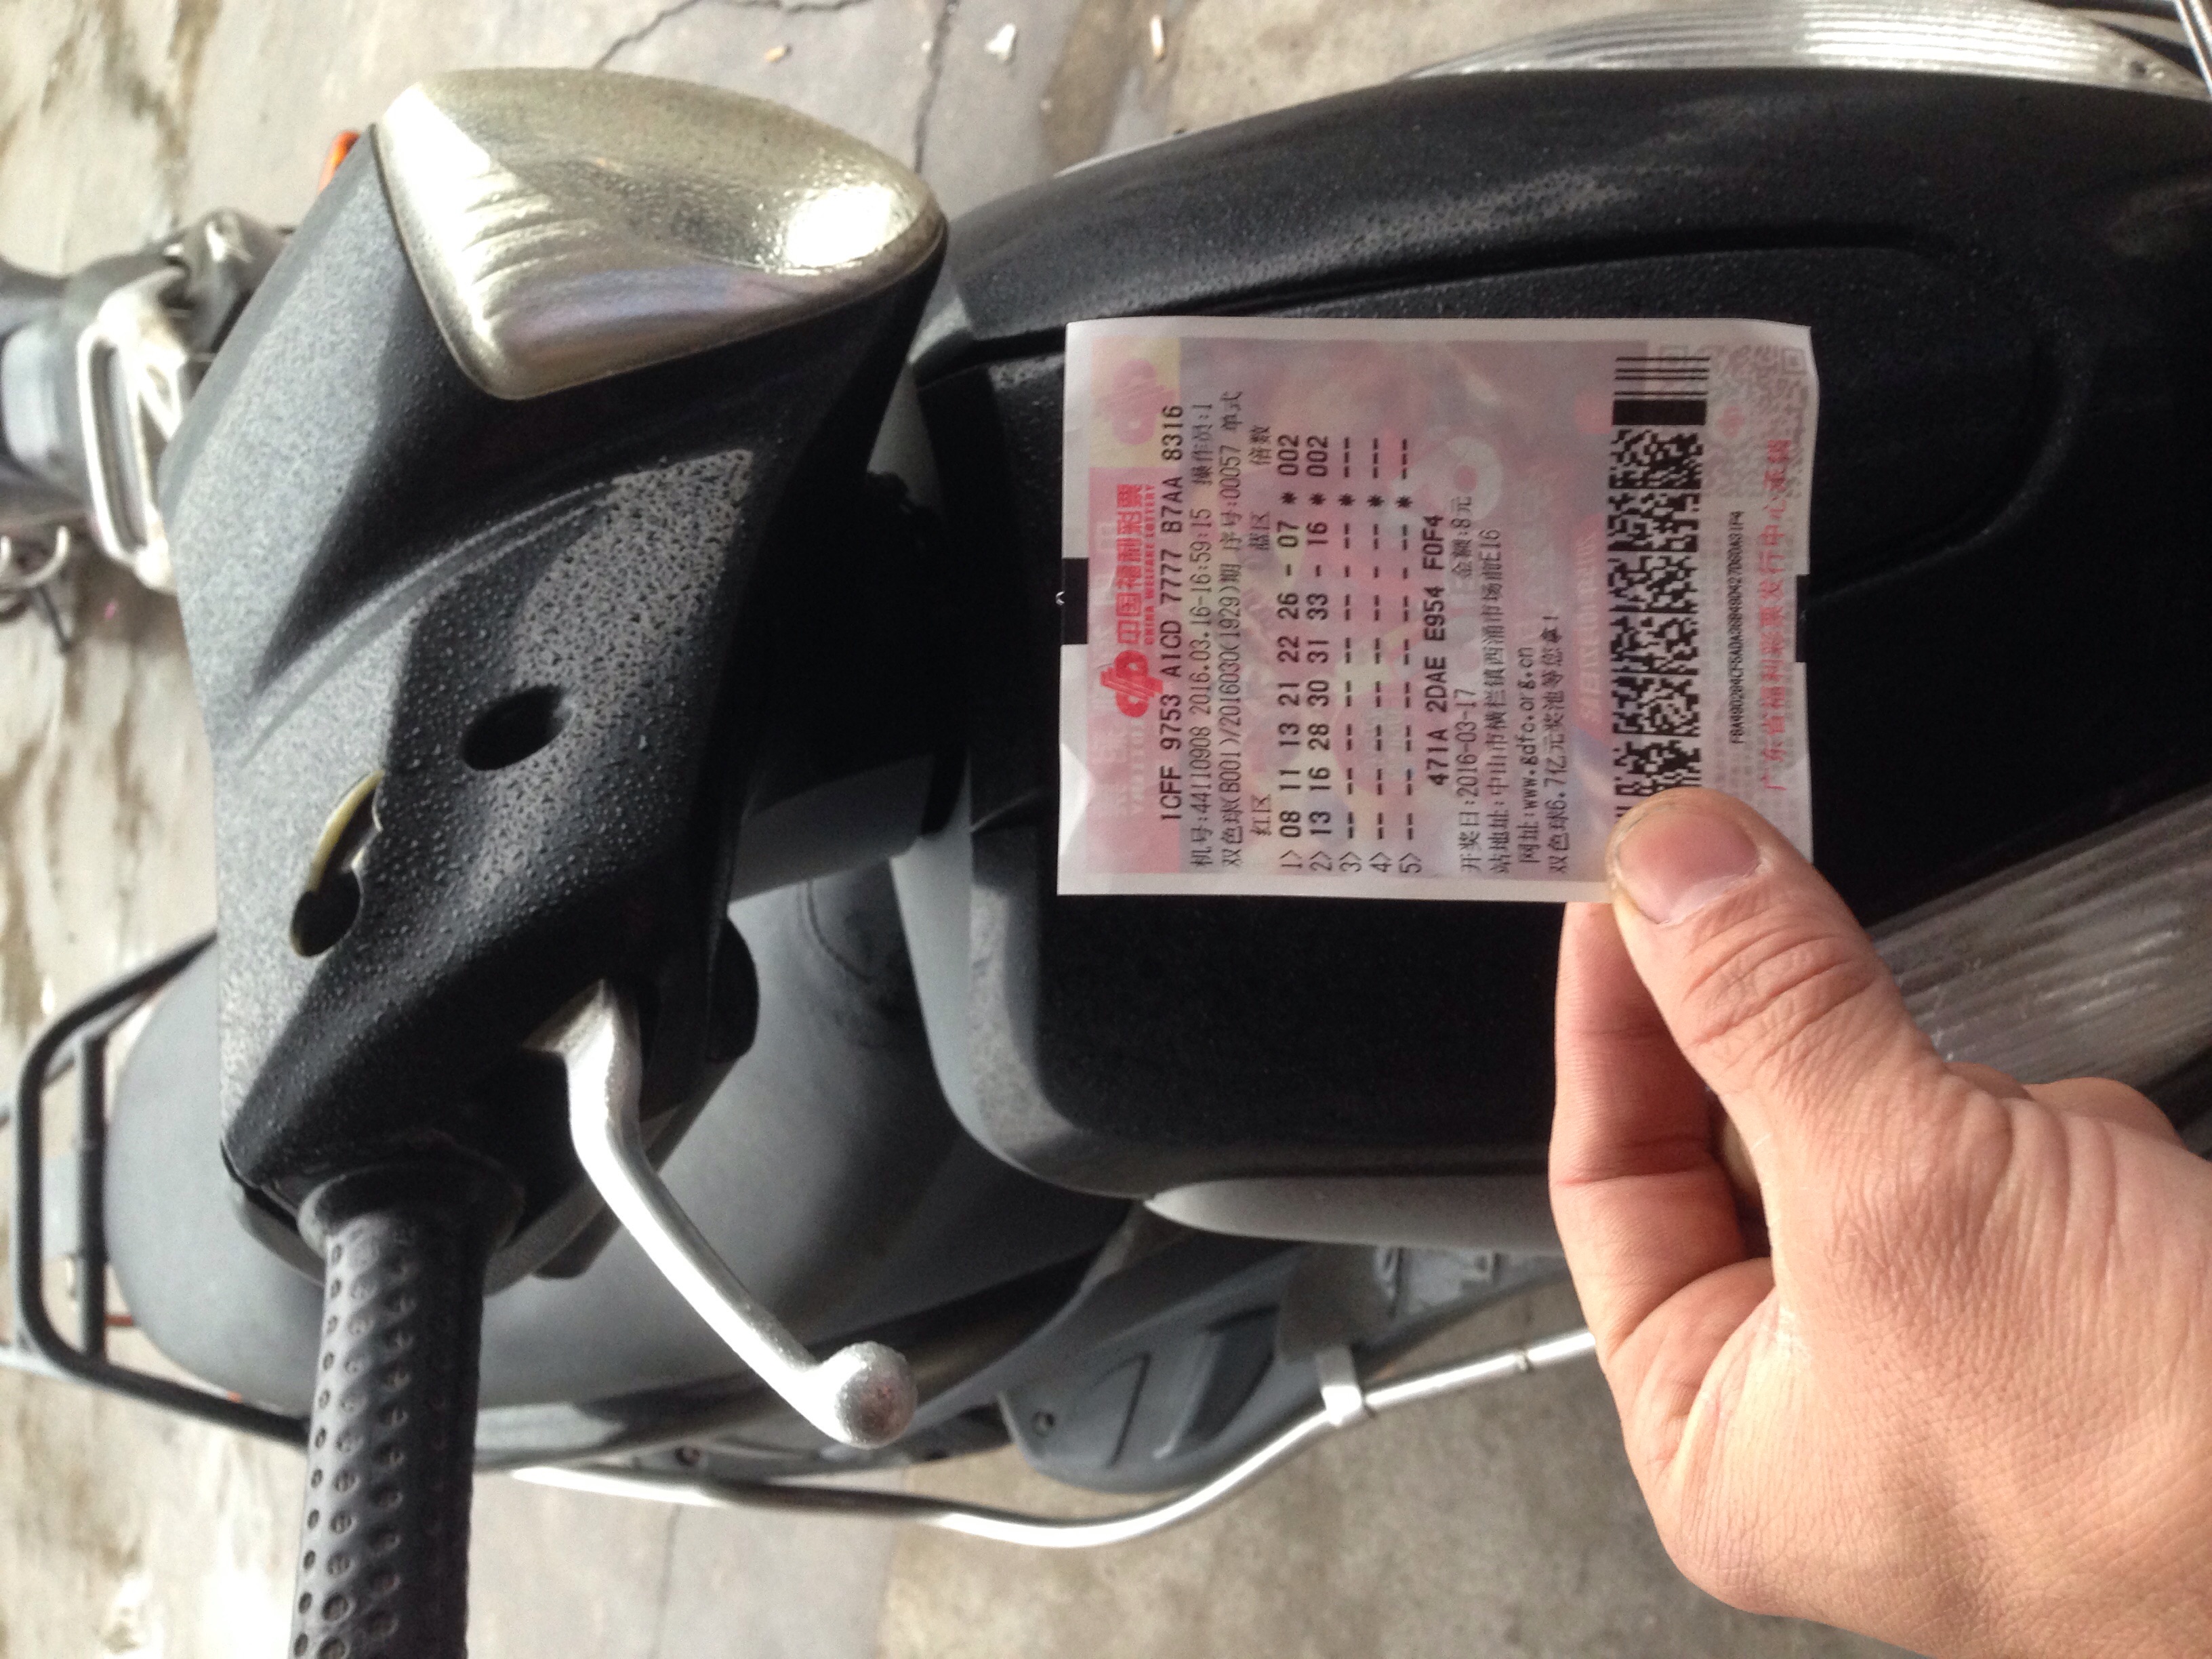 中国福利彩票
CHINA WELFARE LOTTERY
1CFF 9753 A1CD 7777 B7AA 8316
机号:44110908 2016.03.16-16:59:15 操作员:1
双色球(B001)/2016030(1929)期 序号:00057 单式
红区 蓝区 倍数
1> 08 11 13 21 22 26 - 07 * 002
2> 13 16 28 30 31 33 - 16 * 002
3> -- -- -- -- -- -- - -- * ---
4> -- -- -- -- -- -- - -- * ---
5> -- -- -- -- -- -- - -- * ---
471A 2DAE E954 F0F4
开奖日:2016-03-17 金额:8元
站地址:中山市横栏镇西涌市场前E16
网址:www.gdfc.org.cn
双色球6.7亿元奖池等您拿!
广东省福利彩票发行中心承销